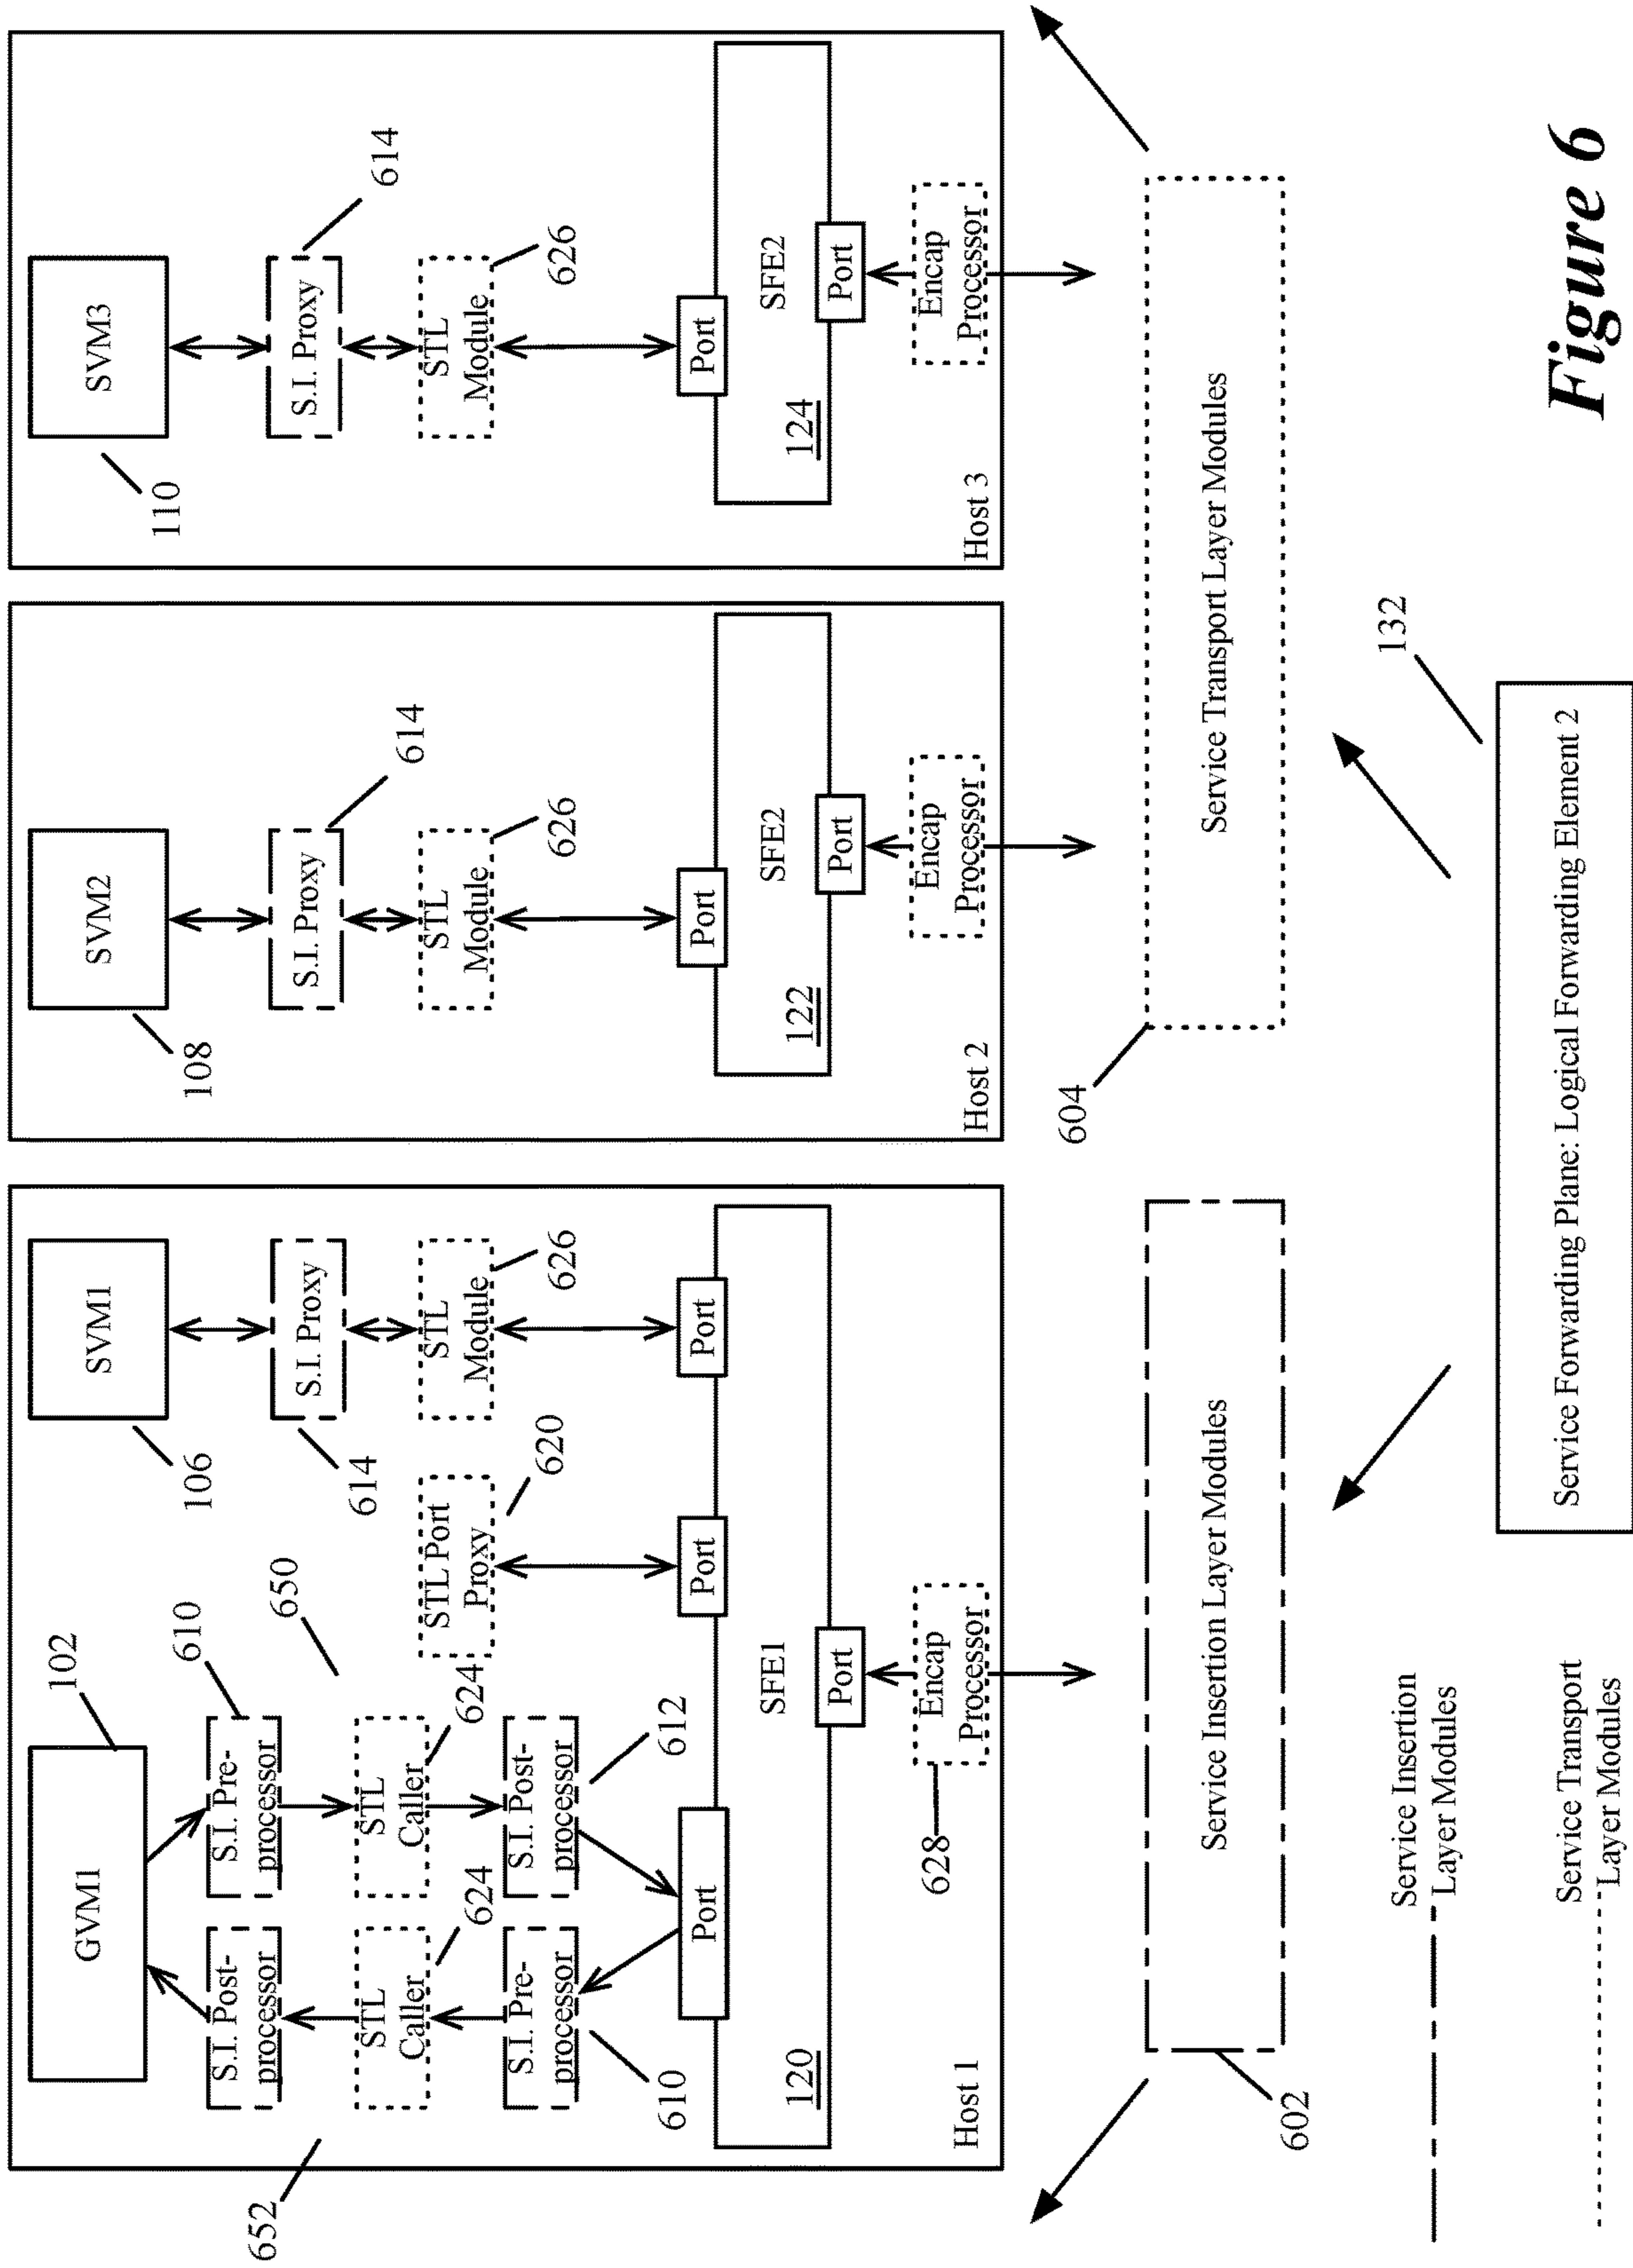 GVM1
102
SVM1
106
SVM2
108
SVM3
110
652
S.I. Post-
processor
S.I. Pre-
processor
610
650
STL
Caller
624
STL
Caller
624
S.I. Pre-
processor
610
S.I. Post-
processor
612
STL Port
Proxy
620
S.I. Proxy
614
STL
Module
626
S.I. Proxy
614
STL
Module
626
S.I. Proxy
614
STL
Module
626
Port
Port
Port
Port
Port
120
SFE1
Port
122
SFE2
Port
124
SFE2
Port
628
Encap
Processor
Encap
Processor
Encap
Processor
Host 1
Host 2
Host 3
602
Service Insertion Layer Modules
604
Service Transport Layer Modules
132
Service Forwarding Plane: Logical Forwarding Element 2
Service Insertion
Layer Modules
Service Transport
Layer Modules
Figure 6